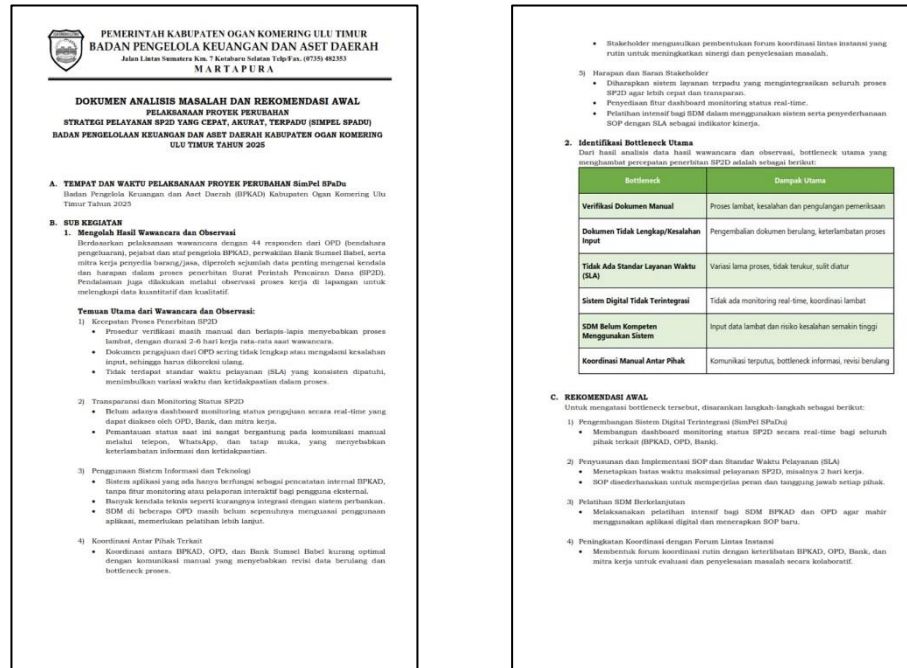 PEMERINTAH KABUPATEN OGAN KOMERING ULU TIMUR
BADAN PENGELOLA KEUANGAN DAN ASET DAERAH
Jalan Lintas Sumatera Km. 7 Kotabaru Selatan Telp/Fax. (0735) 482353
MARTAPURA
DOKUMEN ANALISIS MASALAH DAN REKOMENDASI AWAL
PELAKSANAAN PROYEK PERUBAHAN
STRATEGI PELAYANAN SP2D YANG CEPAT, AKURAT, TERPADU (SIMPEL SPADU)
BADAN PENGELOLAAN KEUANGAN DAN ASET DAERAH KABUPATEN OGAN KOMERING
ULU TIMUR TAHUN 2025
A. TEMPAT DAN WAKTU PELAKSANAAN PROYEK PERUBAHAN SimPel SPaDu
Badan Pengelola Keuangan dan Aset Daerah (BPKAD) Kabupaten Ogan Komering Ulu
Timur Tahun 2025
B. SUB KEGIATAN
1. Mengolah Hasil Wawancara dan Observasi
Berdasarkan pelaksanaan wawancara dengan 44 responden dari OPD (bendahara
pengeluaran), pejabat dan staf pengelola BPKAD, perwakilan Bank Sumsel Babel, serta
mitra kerja penyedia barang/jasa, diperoleh sejumlah data penting mengenai kendala
dan harapan dalam proses penerbitan Surat Perintah Pencairan Dana (SP2D).
Pendalaman juga dilakukan melalui observasi proses kerja di lapangan untuk
melengkapi data kuantitatif dan kualitatif.
Temuan Utama dari Wawancara dan Observasi:
1) Kecepatan Proses Penerbitan SP2D
• Prosedur verifikasi masih manual dan berlapis-lapis menyebabkan proses
lambat, dengan durasi 2-6 hari kerja rata-rata saat wawancara.
• Dokumen pengajuan dari OPD sering tidak lengkap atau mengalami kesalahan
input, sehingga harus dikoreksi ulang.
• Tidak terdapat standar waktu pelayanan (SLA) yang konsisten dipatuhi,
menimbulkan variasi waktu dan ketidakpastian dalam proses.
2) Transparansi dan Monitoring Status SP2D
• Belum adanya dashboard monitoring status pengajuan secara real-time yang
dapat diakses oleh OPD, Bank, dan mitra kerja.
• Pemantauan status saat ini sangat bergantung pada komunikasi manual
melalui telepon, WhatsApp, dan tatap muka, yang menyebabkan
keterlambatan informasi dan ketidakpastian.
3) Penggunaan Sistem Informasi dan Teknologi
• Sistem aplikasi yang ada hanya berfungsi sebagai pencatatan internal BPKAD,
tanpa fitur monitoring atau pelaporan interaktif bagi pengguna eksternal.
• Banyak kendala teknis seperti kurangnya integrasi dengan sistem perbankan.
• SDM di beberapa OPD masih belum sepenuhnya menguasai penggunaan
aplikasi, memerlukan pelatihan lebih lanjut.
4) Koordinasi Antar Pihak Terkait
• Koordinasi antara BPKAD, OPD, dan Bank Sumsel Babel kurang optimal
dengan komunikasi manual yang menyebabkan revisi data berulang dan
bottleneck proses.
• Stakeholder mengusulkan pembentukan forum koordinasi lintas instansi yang
rutin untuk meningkatkan sinergi dan penyelesaian masalah.
5) Harapan dan Saran Stakeholder
• Diharapkan sistem layanan terpadu yang mengintegrasikan seluruh proses
SP2D agar lebih cepat dan transparan.
• Penyediaan fitur dashboard monitoring status real-time.
• Pelatihan intensif bagi SDM dalam menggunakan sistem serta penyederhanaan
SOP dengan SLA sebagai indikator kinerja.
2. Identifikasi Bottleneck Utama
Dari hasil analisis data hasil wawancara dan observasi, bottleneck utama yang
menghambat percepatan penerbitan SP2D adalah sebagai berikut:
Bottleneck Dampak Utama
Verifikasi Dokumen Manual Proses lambat, kesalahan dan pengulangan pemeriksaan
Dokumen Tidak Lengkap/Kesalahan Input Pengembalian dokumen berulang, keterlambatan proses
Tidak Ada Standar Layanan Waktu (SLA) Variasi lama proses, tidak terukur, sulit diatur
Sistem Digital Tidak Terintegrasi Tidak ada monitoring real-time, koordinasi lambat
SDM Belum Kompeten Menggunakan Sistem Input data lambat dan risiko kesalahan semakin tinggi
Koordinasi Manual Antar Pihak Komunikasi terputus, bottleneck informasi, revisi berulang
C. REKOMENDASI AWAL
Untuk mengatasi bottleneck tersebut, disarankan langkah-langkah sebagai berikut:
1) Pengembangan Sistem Digital Terintegrasi (SimPel SPaDu)
• Membangun dashboard monitoring status SP2D secara real-time bagi seluruh
pihak terkait (BPKAD, OPD, Bank).
2) Penyusunan dan Implementasi SOP dan Standar Waktu Pelayanan (SLA)
• Menetapkan batas waktu maksimal pelayanan SP2D, misalnya 2 hari kerja.
• SOP disederhanakan untuk memperjelas peran dan tanggung jawab setiap pihak.
3) Pelatihan SDM Berkelanjutan
• Melaksanakan pelatihan intensif bagi SDM BPKAD dan OPD agar mahir
menggunakan aplikasi digital dan menerapkan SOP baru.
4) Peningkatan Koordinasi dengan Forum Lintas Instansi
• Membentuk forum koordinasi rutin dengan keterlibatan BPKAD, OPD, Bank, dan
mitra kerja untuk evaluasi dan penyelesaian masalah secara kolaboratif.